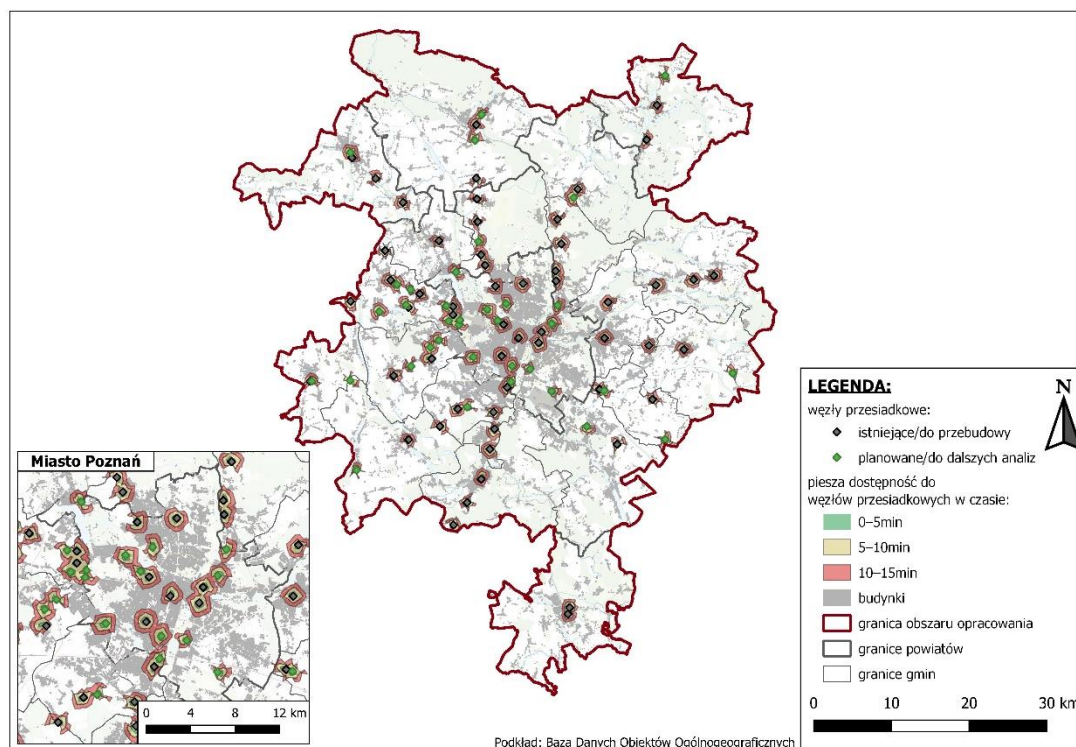 LEGENDA:
N
węzły przesiadkowe:
istniejące/do przebudowy
planowane/do dalszych analiz
piesza dostępność do
węzłów przesiadkowych w czasie:
0–5min
5–10min
10–15min
budynki
granica obszaru opracowania
granice powiatów
granice gmin
0 10 20 30 km
Miasto Poznań
0 4 8 12 km
Podkład: Baza Danych Obiektów Ogólnogeograficznych